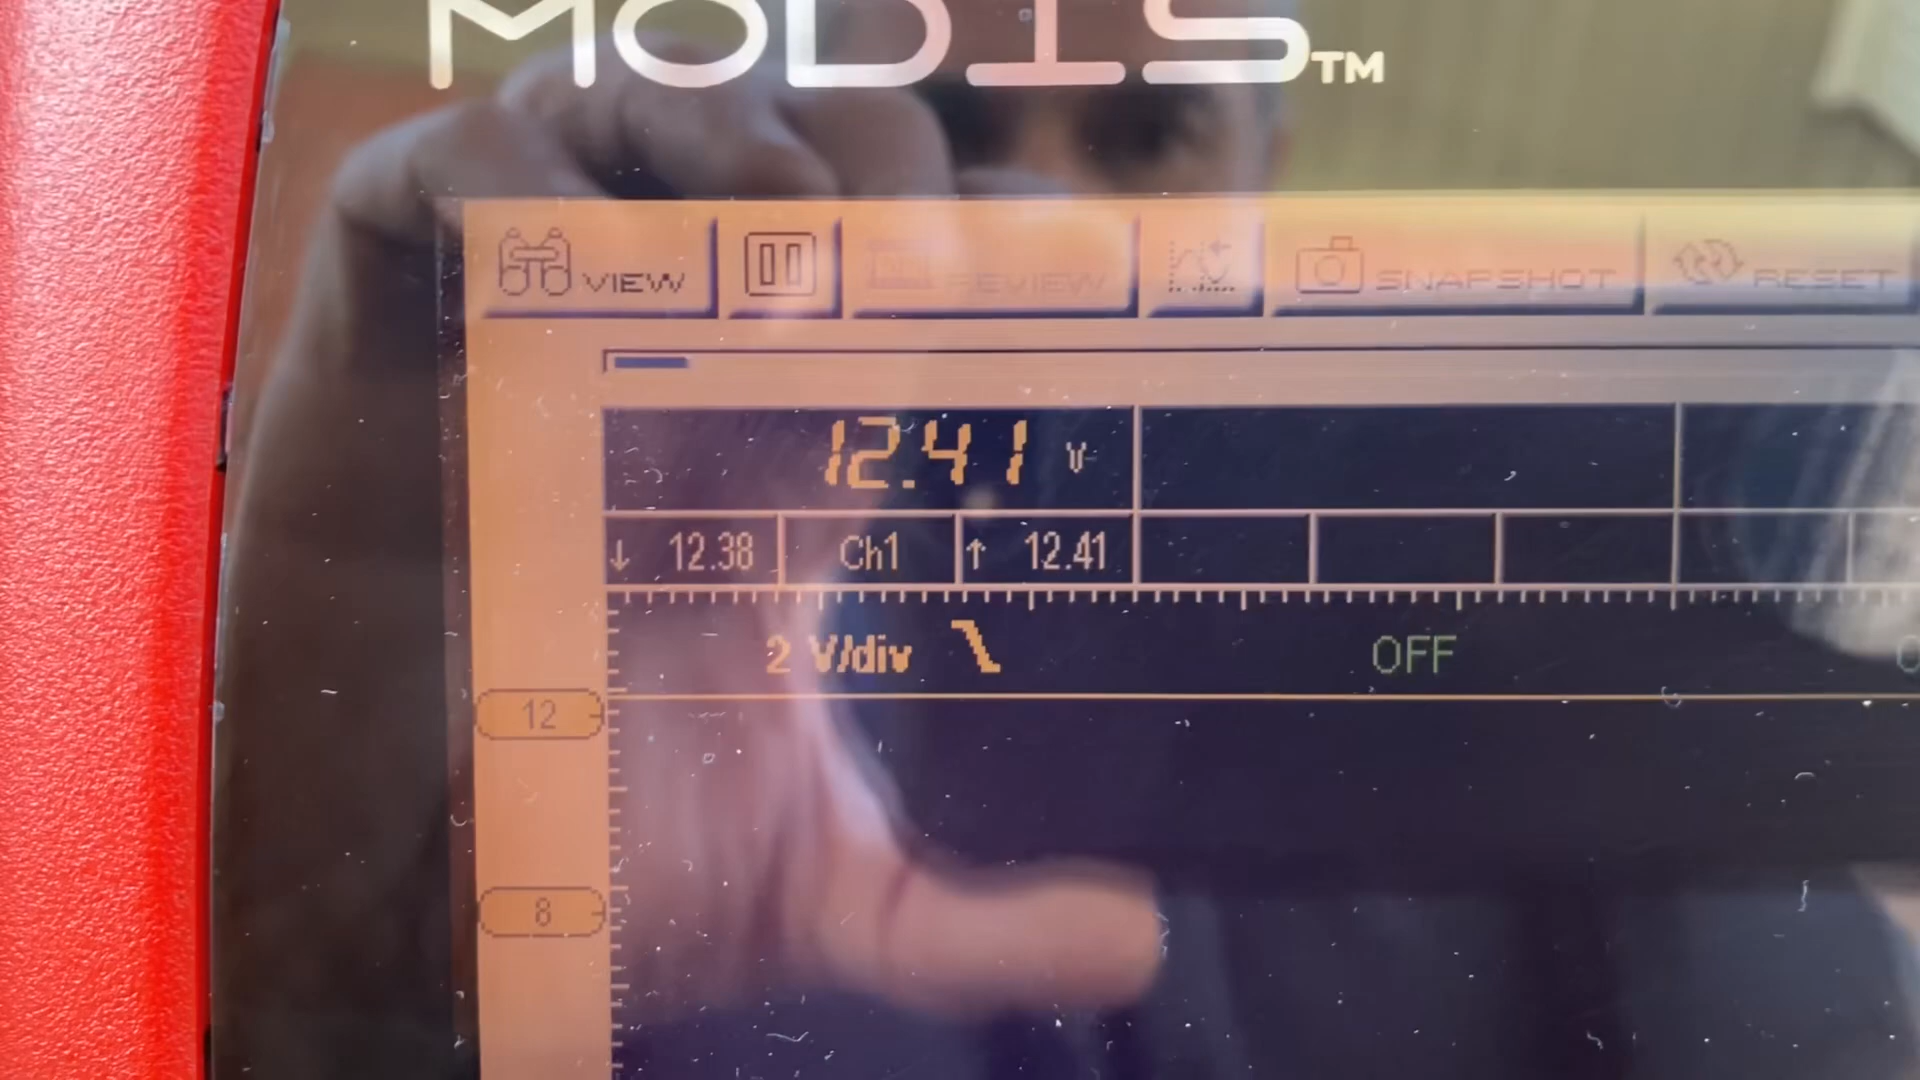 MODIS™
VIEW REVIEW SNAPSHOT RESET
12.41 V
↓ 12.38 Ch1 ↑ 12.41
2 V/div OFF
12
8